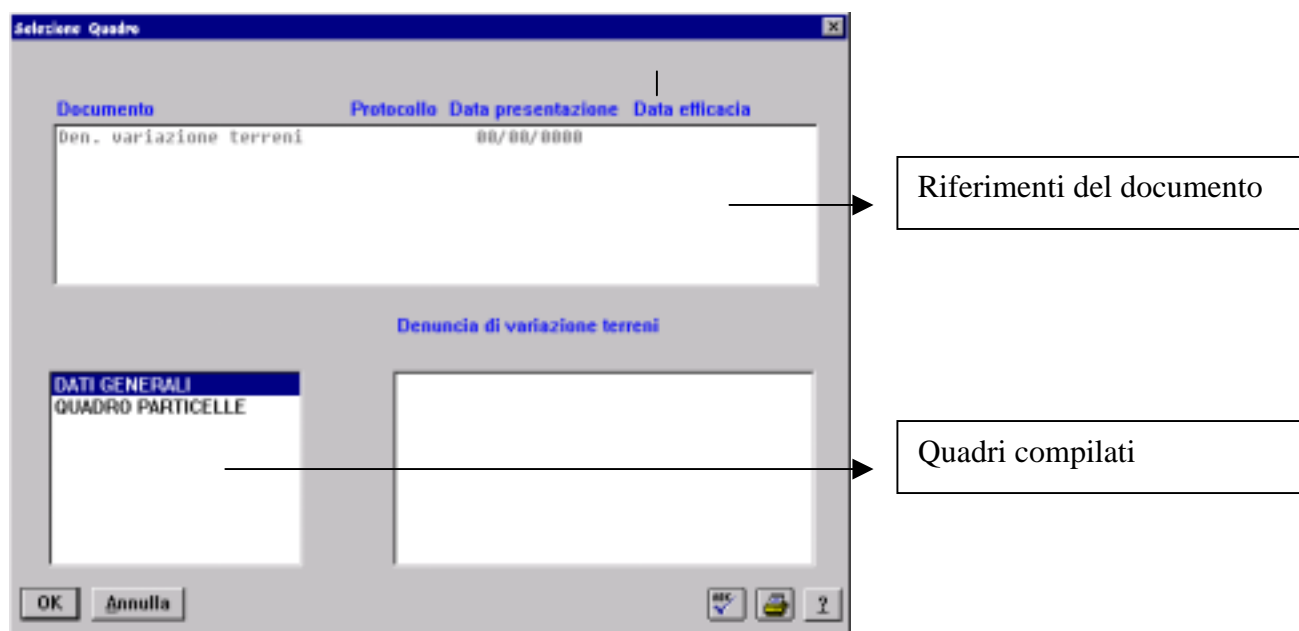 Selezione Quadro
Documento Protocollo Data presentazione Data efficacia
Den. variazione terreni 00/00/0000
Riferimenti del documento
Denuncia di variazione terreni
DATI GENERALI
QUADRO PARTICELLE
Quadri compilati
OK Annulla ABC ?